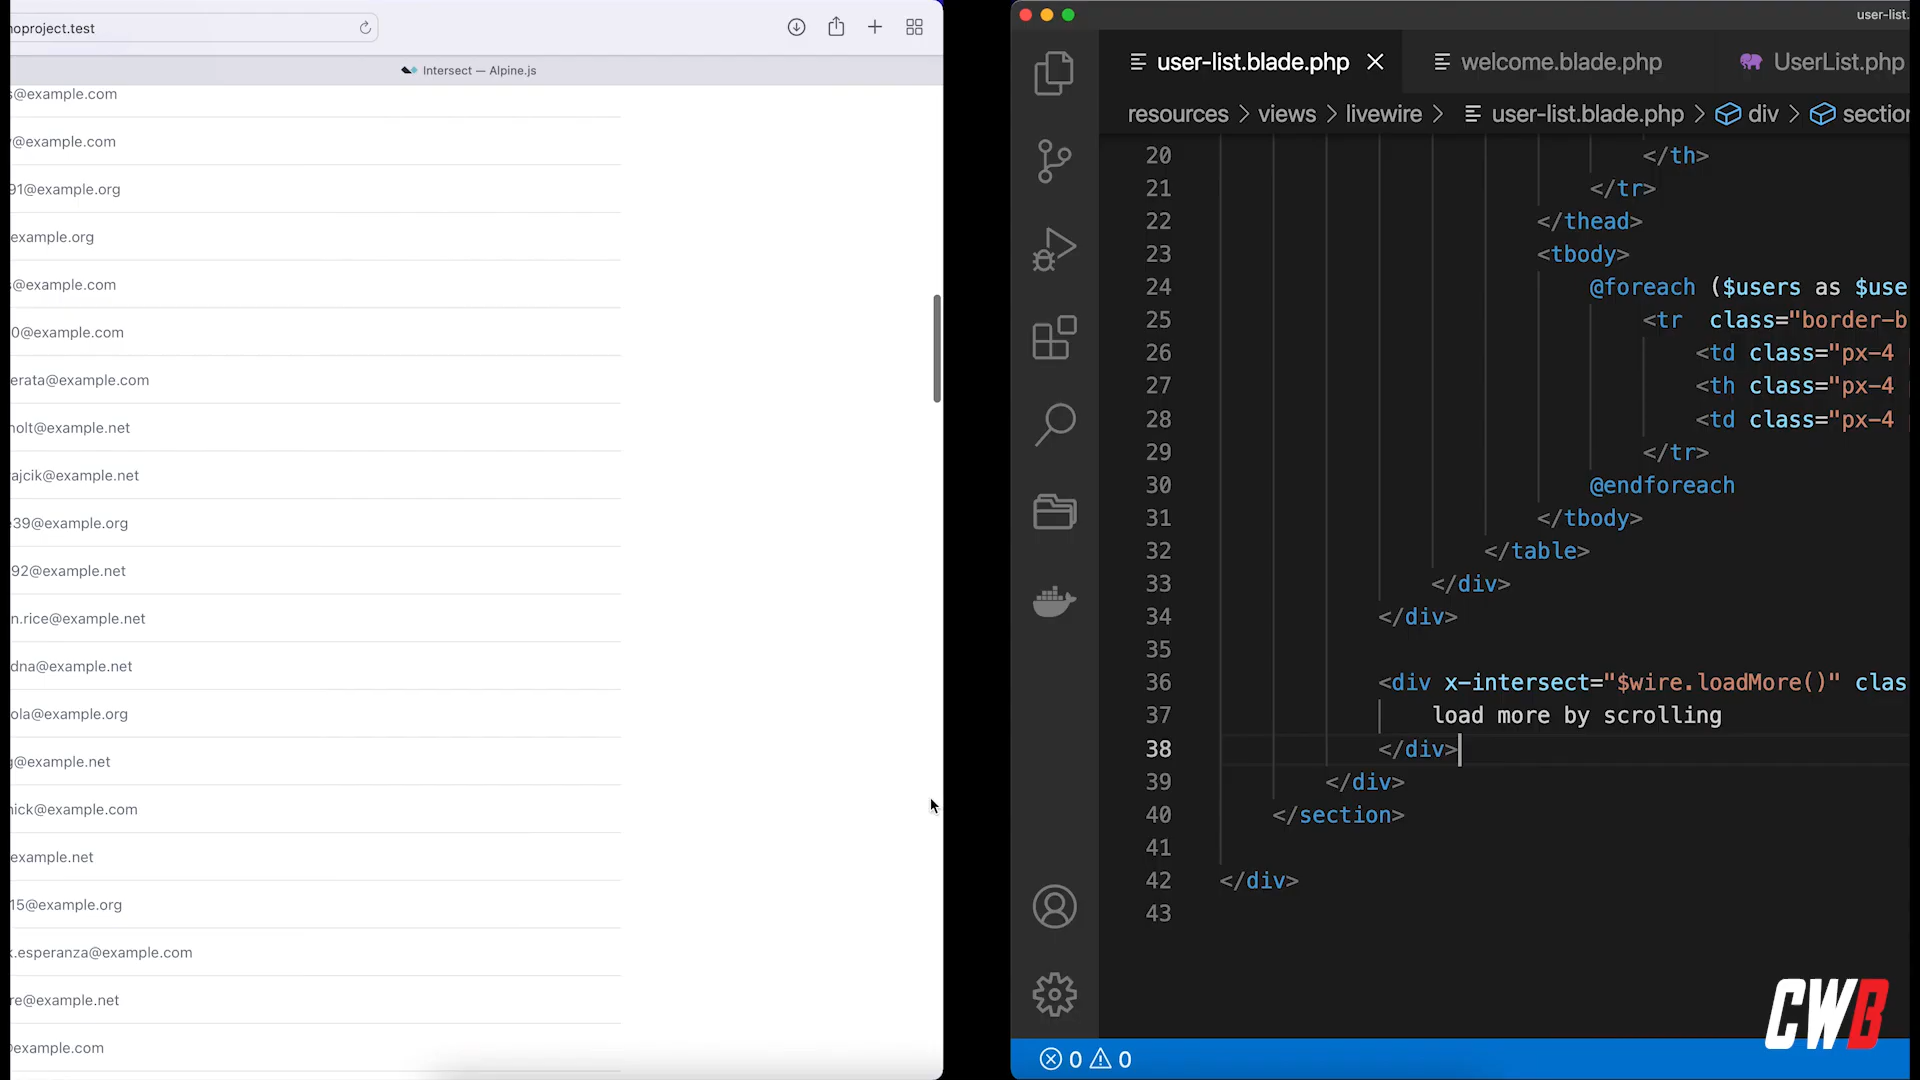 oproject.test
Intersect — Alpine.js
s@example.com
@example.com
91@example.org
example.org
s@example.com
0@example.com
erata@example.com
nolt@example.net
ajcik@example.net
39@example.org
92@example.net
n.rice@example.net
dna@example.net
ola@example.org
g@example.net
nick@example.com
example.net
15@example.org
k.esperanza@example.com
re@example.net
@example.com
user-list.
user-list.blade.php
welcome.blade.php
UserList.php
resources > views > livewire > user-list.blade.php > div > section
20 </th>
21 </tr>
22 </thead>
23 <tbody>
24 @foreach ($users as $use
25 <tr  class="border-b
26 <td class="px-4
27 <th class="px-4
28 <td class="px-4
29 </tr>
30 @endforeach
31 </tbody>
32 </table>
33 </div>
34 </div>
35
36 <div x-intersect="$wire.loadMore()" clas
37 load more by scrolling
38 </div>
39 </div>
40 </section>
41
42 </div>
43
0 0
CWB